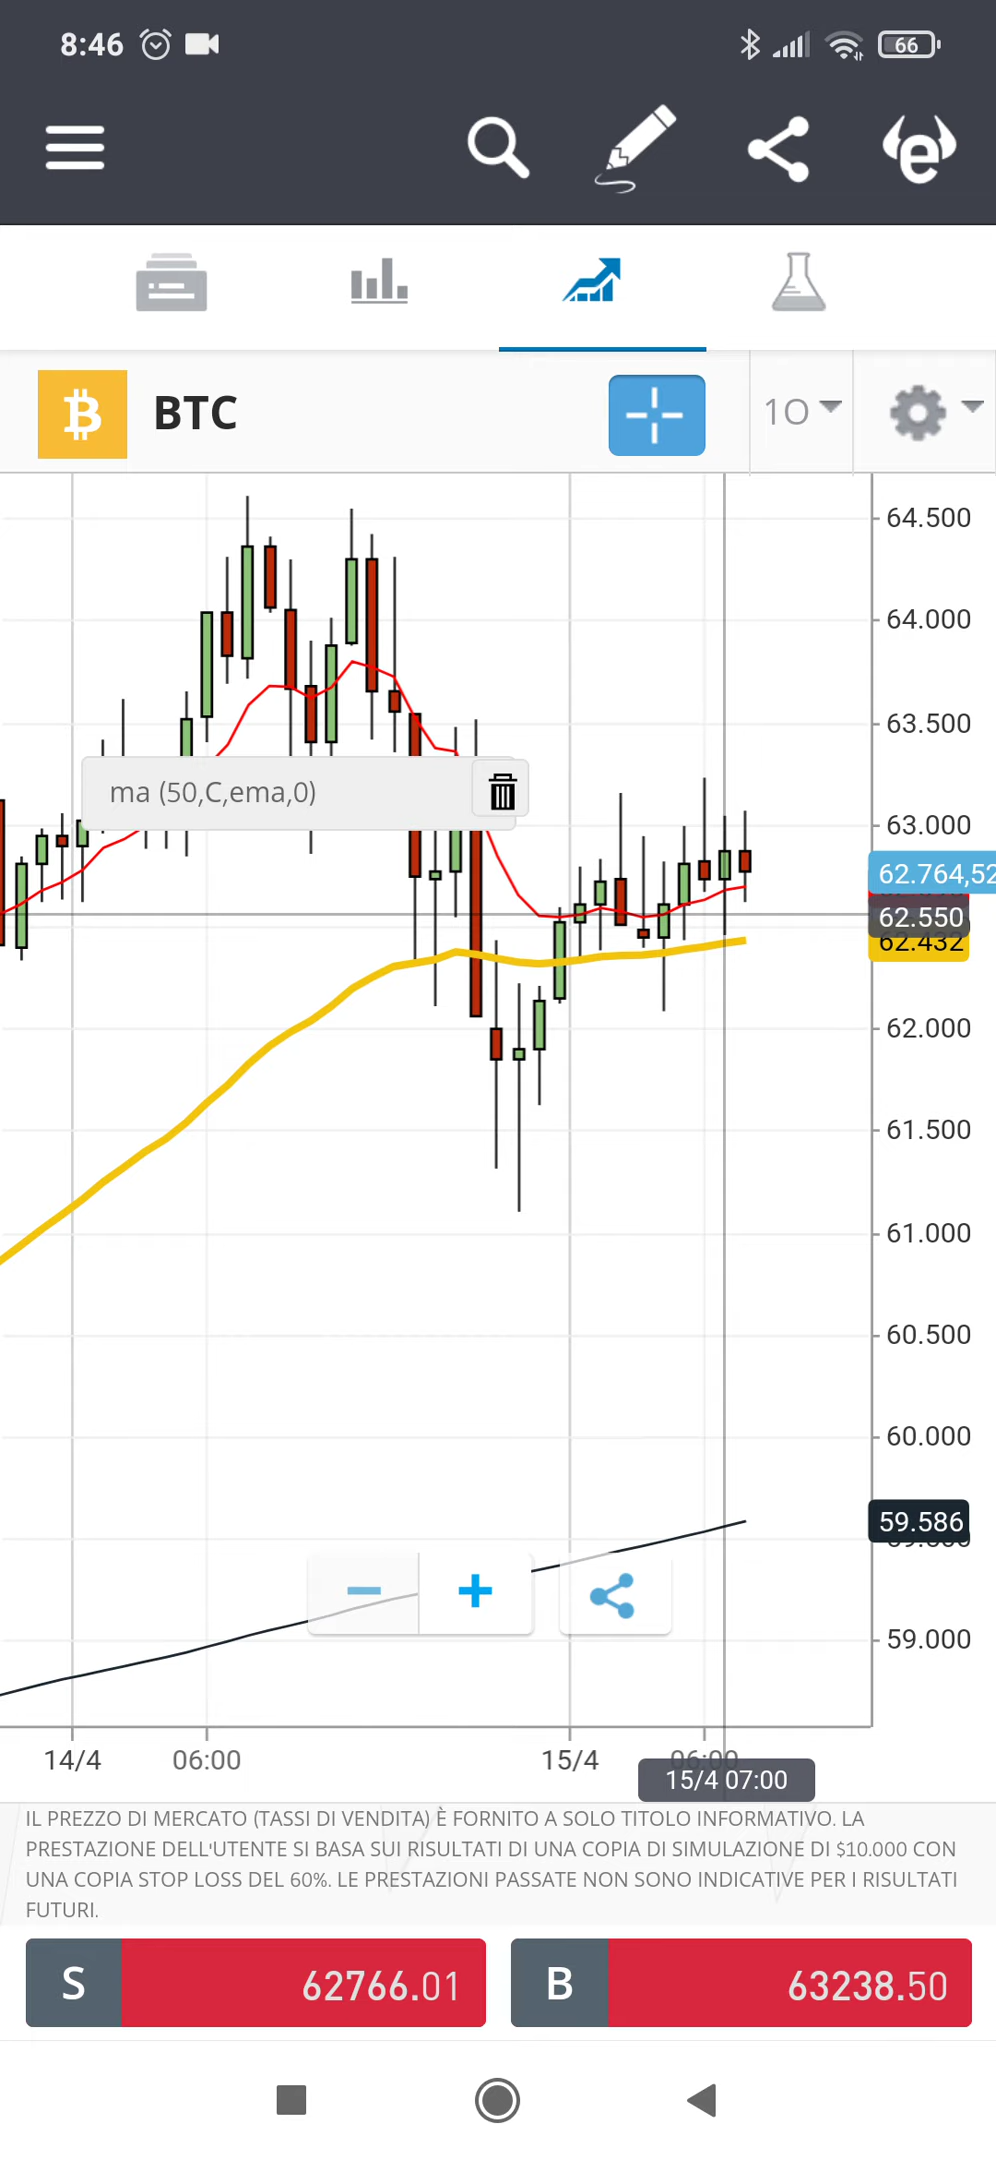 8:46
66
BTC
1O
64.500
64.000
63.500
ma (50,C,ema,0)
63.000
62.764,52
62.550
62.432
62.000
61.500
61.000
60.500
60.000
59.586
59.000
14/4
06:00
15/4
06:00
15/4 07:00
IL PREZZO DI MERCATO (TASSI DI VENDITA) È FORNITO A SOLO TITOLO INFORMATIVO. LA
PRESTAZIONE DELL'UTENTE SI BASA SUI RISULTATI DI UNA COPIA DI SIMULAZIONE DI $10.000 CON
UNA COPIA STOP LOSS DEL 60%. LE PRESTAZIONI PASSATE NON SONO INDICATIVE PER I RISULTATI
FUTURI.
S 62766.01
B 63238.50